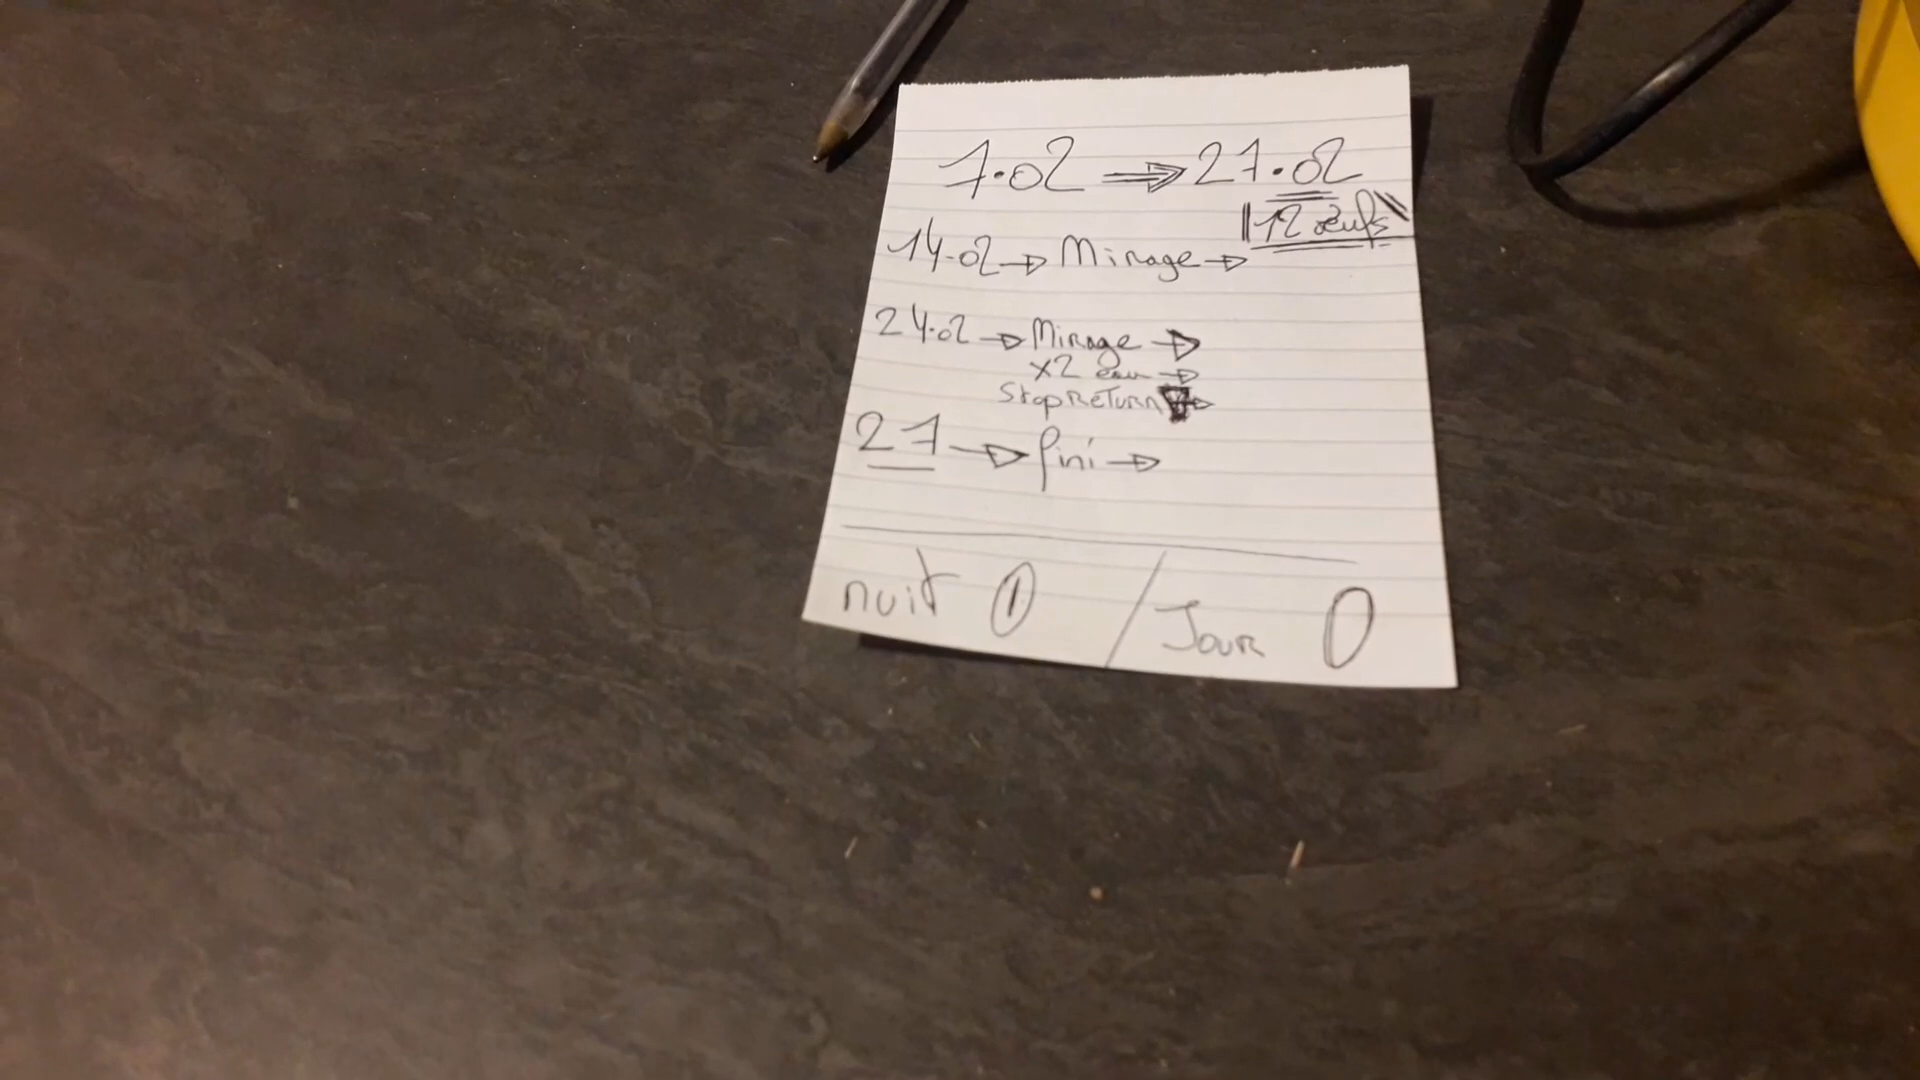 7.02 ⇒ 27.02
12 œufs
14.02 → Mirage →
24.02 → Mirage →
x2 eau →
Stop Return →
27 → fini →
nuit ① / Jour 0